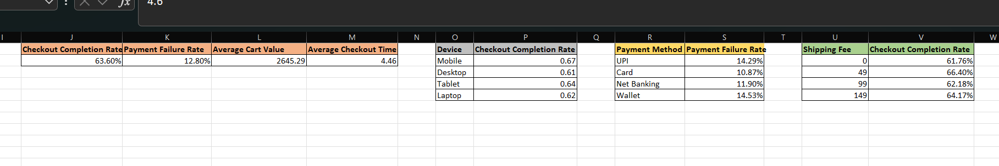 fx 4.6
I J K L M N O P Q R S T U V W
Checkout Completion Rate Payment Failure Rate Average Cart Value Average Checkout Time Device Checkout Completion Rate Payment Method Payment Failure Rate Shipping Fee Checkout Completion Rate
63.60% 12.80% 2645.29 4.46 Mobile 0.67 UPI 14.29% 0 61.76%
Desktop 0.61 Card 10.87% 49 66.40%
Tablet 0.64 Net Banking 11.90% 99 62.18%
Laptop 0.62 Wallet 14.53% 149 64.17%